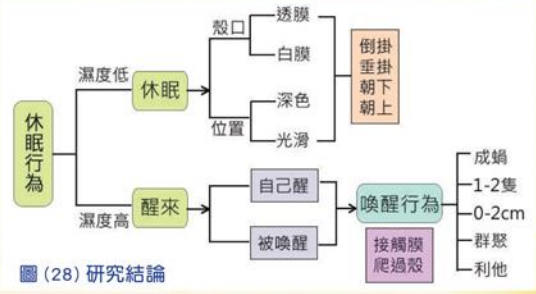 休眠行為
濕度低
休眠
殼口
透膜
白膜
位置
深色
光滑
倒掛
垂掛
朝下
朝上
濕度高
醒來
自己醒
被喚醒
喚醒行為
接觸膜
爬過殼
成蝸
1-2隻
0-2cm
群聚
利他
圖(28)研究結論